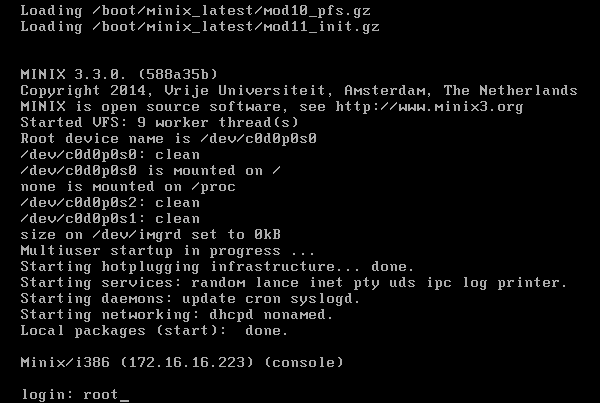 Loading /boot/minix_latest/mod10_pfs.gz
Loading /boot/minix_latest/mod11_init.gz
MINIX 3.3.0. (588a35b)
Copyright 2014, Vrije Universiteit, Amsterdam, The Netherlands
MINIX is open source software, see http://www.minix3.org
Started VFS: 9 worker thread(s)
Root device name is /dev/c0d0p0s0
/dev/c0d0p0s0: clean
/dev/c0d0p0s0 is mounted on /
none is mounted on /proc
/dev/c0d0p0s2: clean
/dev/c0d0p0s1: clean
size on /dev/imgrd set to 0kB
Multiuser startup in progress ...
Starting hotplugging infrastructure... done.
Starting services: random lance inet pty uds ipc log printer.
Starting daemons: update cron syslogd.
Starting networking: dhcpd nonamed.
Local packages (start):  done.
Minix/i386 (172.16.16.223) (console)
login: root_